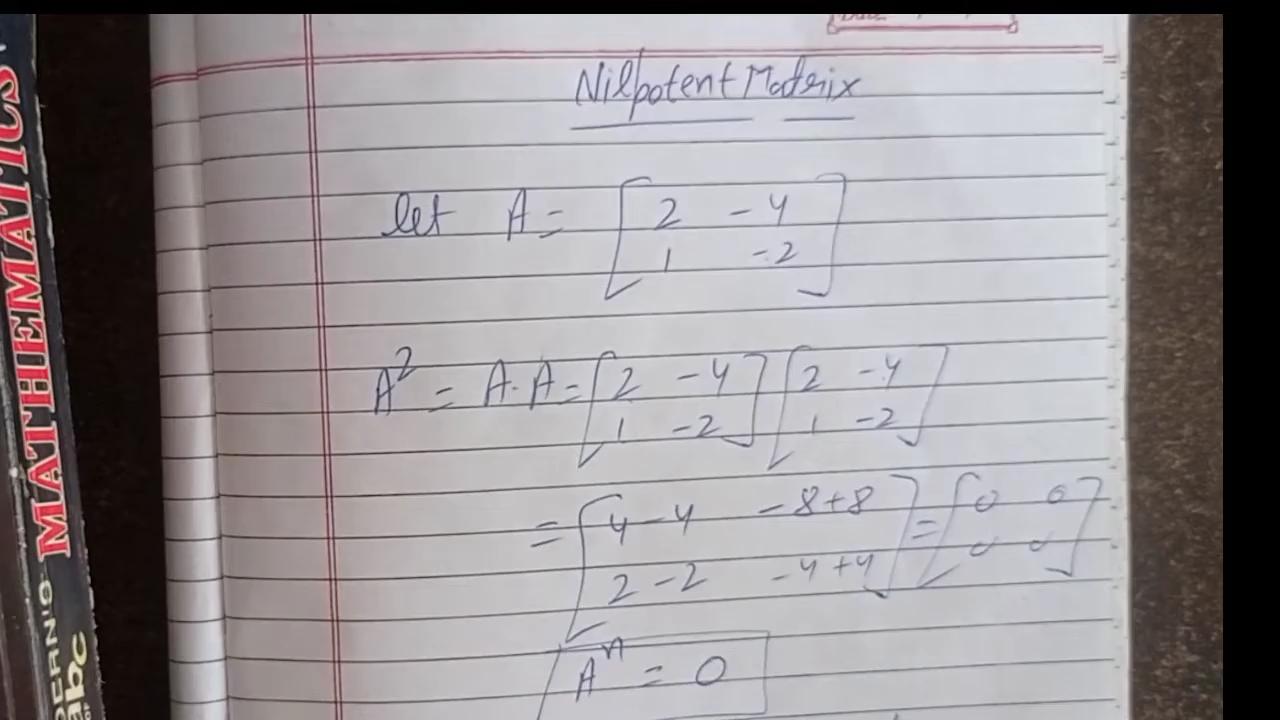 Nilpotent Matrix
let A = [ 2 -4
1 -2 ]
A² = A·A = [ 2 -4 ] [ 2 -4 ]
1 -2 1 -2
= [ 4-4 -8+8 ] = [ 0 0 ]
2-2 -4+4 0 0
Aⁿ = 0
MATHEMATICS
abc